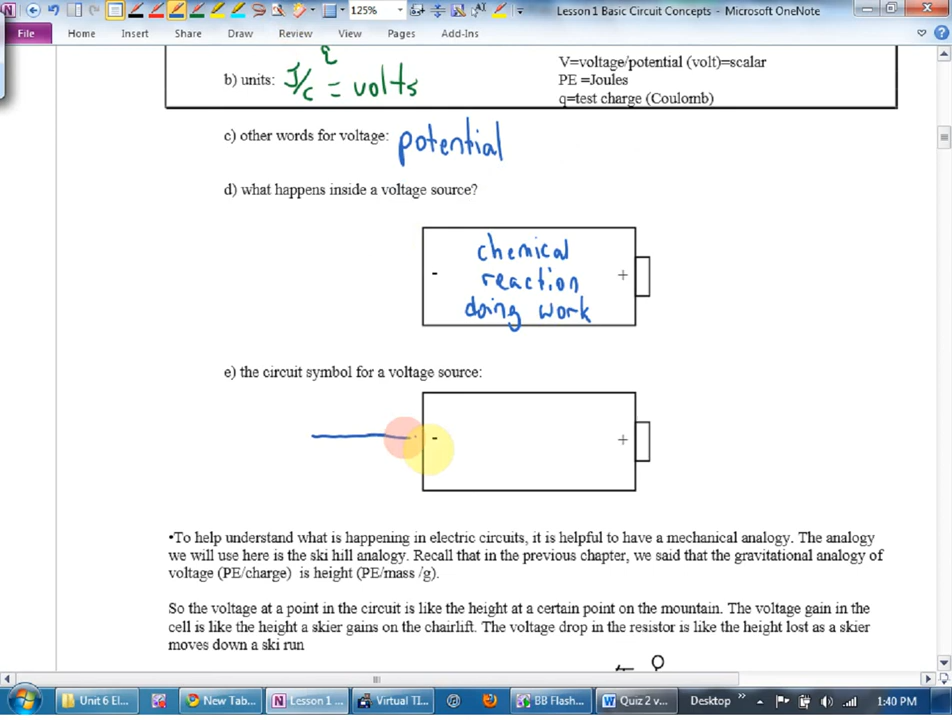 Lesson 1 Basic Circuit Concepts - Microsoft OneNote
125%
File Home Insert Share Draw Review View Pages Add-Ins
q
b) units: J/c = volts
V=voltage/potential (volt)=scalar
PE =Joules
q=test charge (Coulomb)
c) other words for voltage: potential
d) what happens inside a voltage source?
chemical
- reaction +
doing work
e) the circuit symbol for a voltage source:
- +
•To help understand what is happening in electric circuits, it is helpful to have a mechanical analogy. The analogy
we will use here is the ski hill analogy. Recall that in the previous chapter, we said that the gravitational analogy of
voltage (PE/charge) is height (PE/mass /g).
So the voltage at a point in the circuit is like the height at a certain point on the mountain. The voltage gain in the
cell is like the height a skier gains on the chairlift. The voltage drop in the resistor is like the height lost as a skier
moves down a ski run
Unit 6 El... New Tab... Lesson 1 ... Virtual TI... BB Flash... Quiz 2 v... Desktop » 1:40 PM